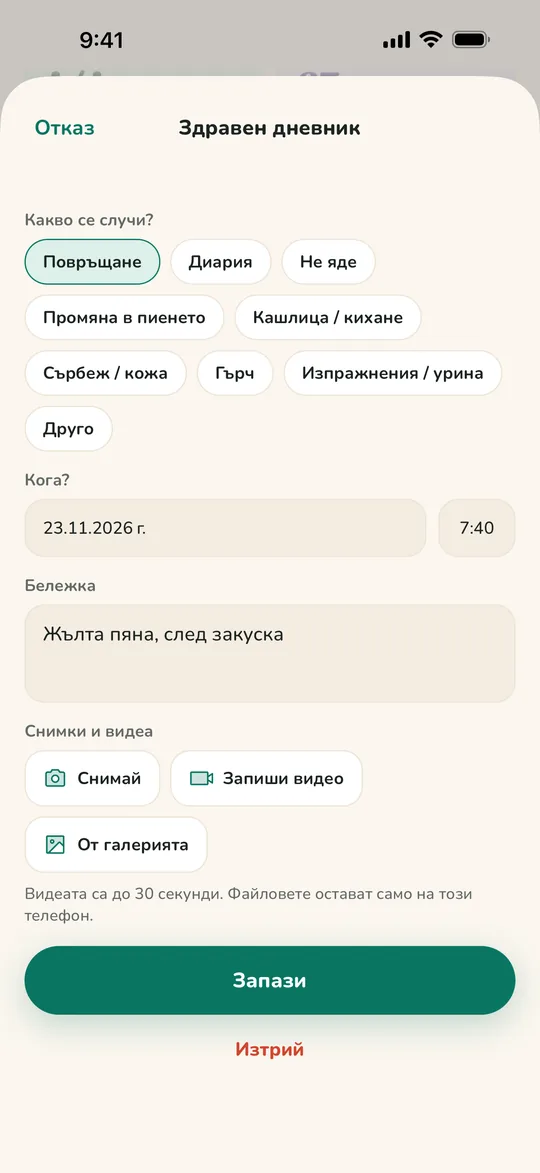 9:41
Отказ
Здравен дневник
Какво се случи?
Повръщане
Диария
Не яде
Промяна в пиенето
Кашлица / кихане
Сърбеж / кожа
Гърч
Изпражнения / урина
Друго
Кога?
23.11.2026 г.
7:40
Бележка
Жълта пяна, след закуска
Снимки и видеа
Снимай
Запиши видео
От галерията
Видеата са до 30 секунди. Файловете остават само на този
телефон.
Запази
Изтрий